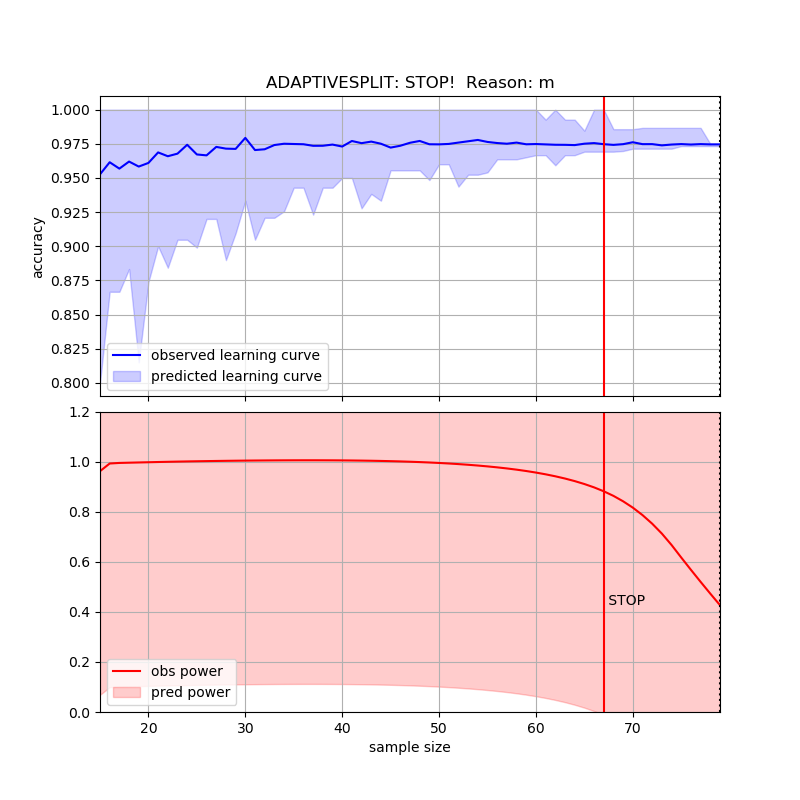 ADAPTIVESPLIT: STOP!  Reason: m
1.000
0.975
0.950
0.925
0.900
0.875
0.850
0.825
0.800
accuracy
observed learning curve
predicted learning curve
1.2
1.0
0.8
0.6
0.4
0.2
0.0
STOP
obs power
pred power
20 30 40 50 60 70
sample size